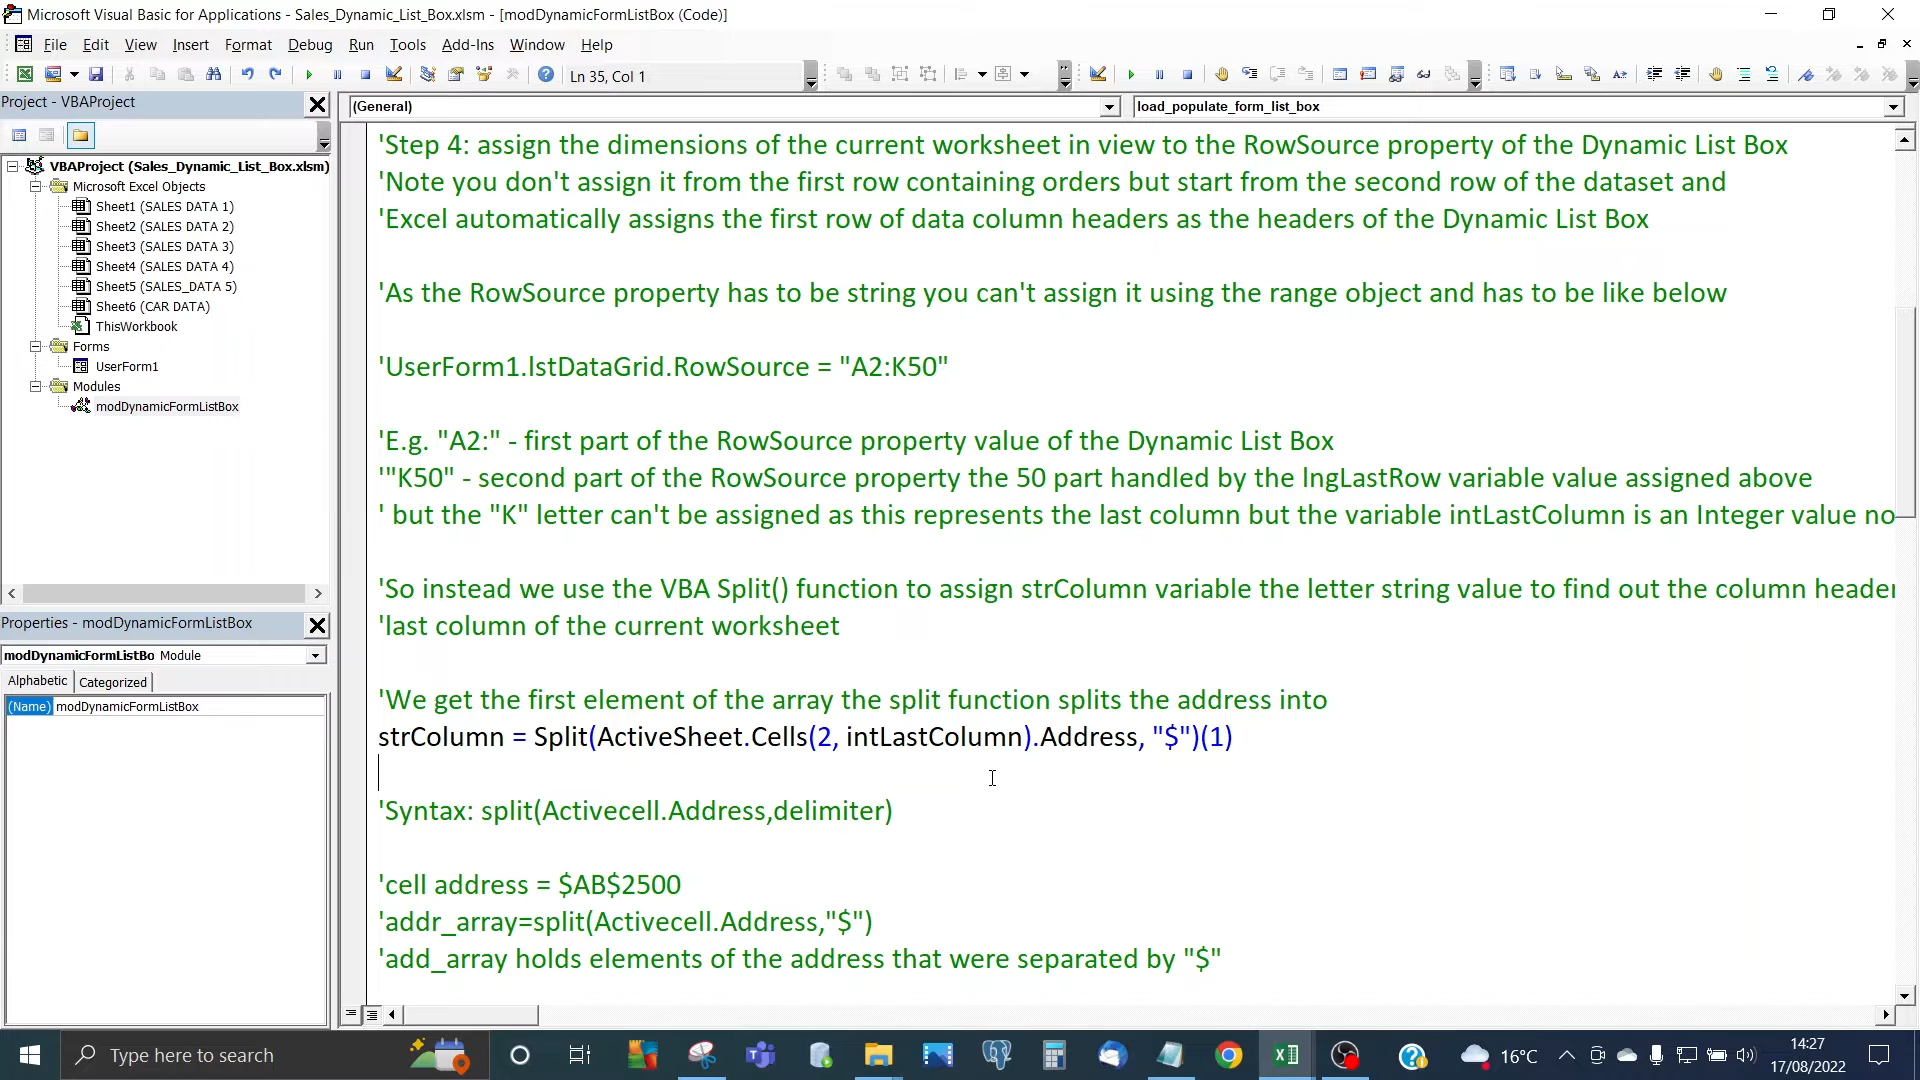 Microsoft Visual Basic for Applications - Sales_Dynamic_List_Box.xlsm - [modDynamicFormListBox (Code)]
File Edit View Insert Format Debug Run Tools Add-Ins Window Help
Ln 35, Col 1
Project - VBAProject
(General)
load_populate_form_list_box
VBAProject (Sales_Dynamic_List_Box.xlsm)
Microsoft Excel Objects
Sheet1 (SALES DATA 1)
Sheet2 (SALES DATA 2)
Sheet3 (SALES DATA 3)
Sheet4 (SALES DATA 4)
Sheet5 (SALES_DATA 5)
Sheet6 (CAR DATA)
ThisWorkbook
Forms
UserForm1
Modules
modDynamicFormListBox
Properties - modDynamicFormListBox
modDynamicFormListBo Module
Alphabetic Categorized
(Name) modDynamicFormListBox
'Step 4: assign the dimensions of the current worksheet in view to the RowSource property of the Dynamic List Box
'Note you don't assign it from the first row containing orders but start from the second row of the dataset and
'Excel automatically assigns the first row of data column headers as the headers of the Dynamic List Box
'As the RowSource property has to be string you can't assign it using the range object and has to be like below
'UserForm1.lstDataGrid.RowSource = "A2:K50"
'E.g. "A2:" - first part of the RowSource property value of the Dynamic List Box
'"K50" - second part of the RowSource property the 50 part handled by the lngLastRow variable value assigned above
' but the "K" letter can't be assigned as this represents the last column but the variable intLastColumn is an Integer value no
'So instead we use the VBA Split() function to assign strColumn variable the letter string value to find out the column header
'last column of the current worksheet
'We get the first element of the array the split function splits the address into
strColumn = Split(ActiveSheet.Cells(2, intLastColumn).Address, "$")(1)
'Syntax: split(Activecell.Address,delimiter)
'cell address = $AB$2500
'addr_array=split(Activecell.Address,"$")
'add_array holds elements of the address that were separated by "$"
Type here to search
16°C
14:27
17/08/2022